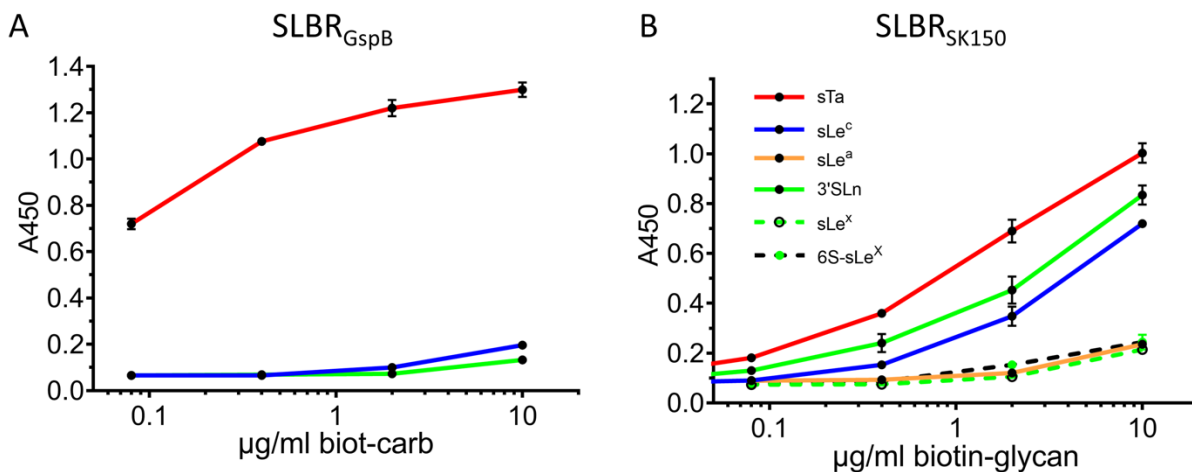 A
SLBR_GspB
1.4
1.2
1.0
0.8
0.6
0.4
0.2
0.0
A450
0.1
1
10
µg/ml biot-carb
B
SLBR_SK150
1.2
1.0
0.8
0.6
0.4
0.2
0.0
A450
sTa
sLe^c
sLe^a
3'SLn
sLe^x
6S-sLe^X
0.1
1
10
µg/ml biotin-glycan